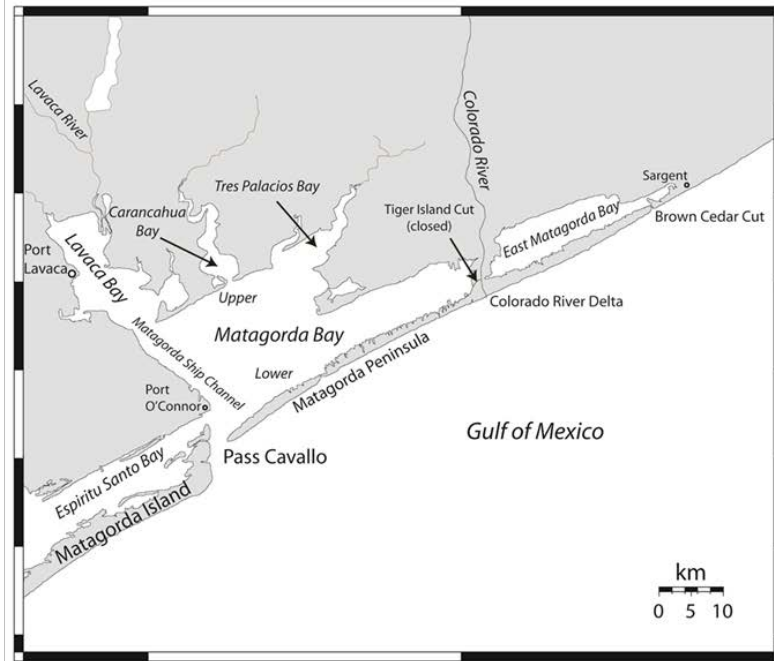 Lavaca River
Colorado River
Tres Palacios Bay
Sargent
Carancahua
Bay
Tiger Island Cut
(closed)
East Matagorda Bay
Brown Cedar Cut
Port
Lavaca
Lavaca Bay
Upper
Colorado River Delta
Matagorda Bay
Matagorda Ship Channel
Lower
Matagorda Peninsula
Port
O'Connor
Gulf of Mexico
Pass Cavallo
Espiritu Santo Bay
Matagorda Island
km
0 5 10